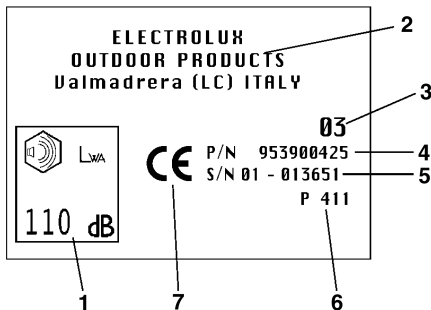 ELECTROLUX
OUTDOOR PRODUCTS
Valmadrera (LC) ITALY
2
03
3
LWA
CE
P/N 953900425
4
S/N 01 - 013651
5
P 411
110 dB
1
7
6